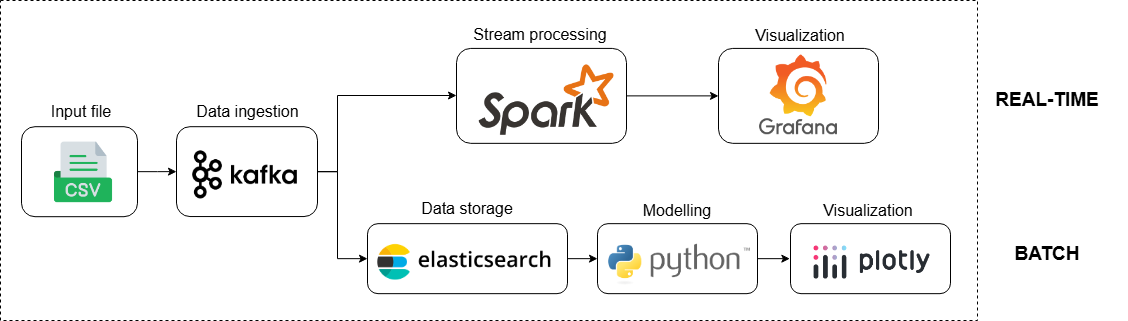 Stream processing
Visualization
Spark
Grafana
REAL-TIME
Input file
Data ingestion
CSV
kafka
Data storage
Modelling
Visualization
elasticsearch
python™
plotly
BATCH